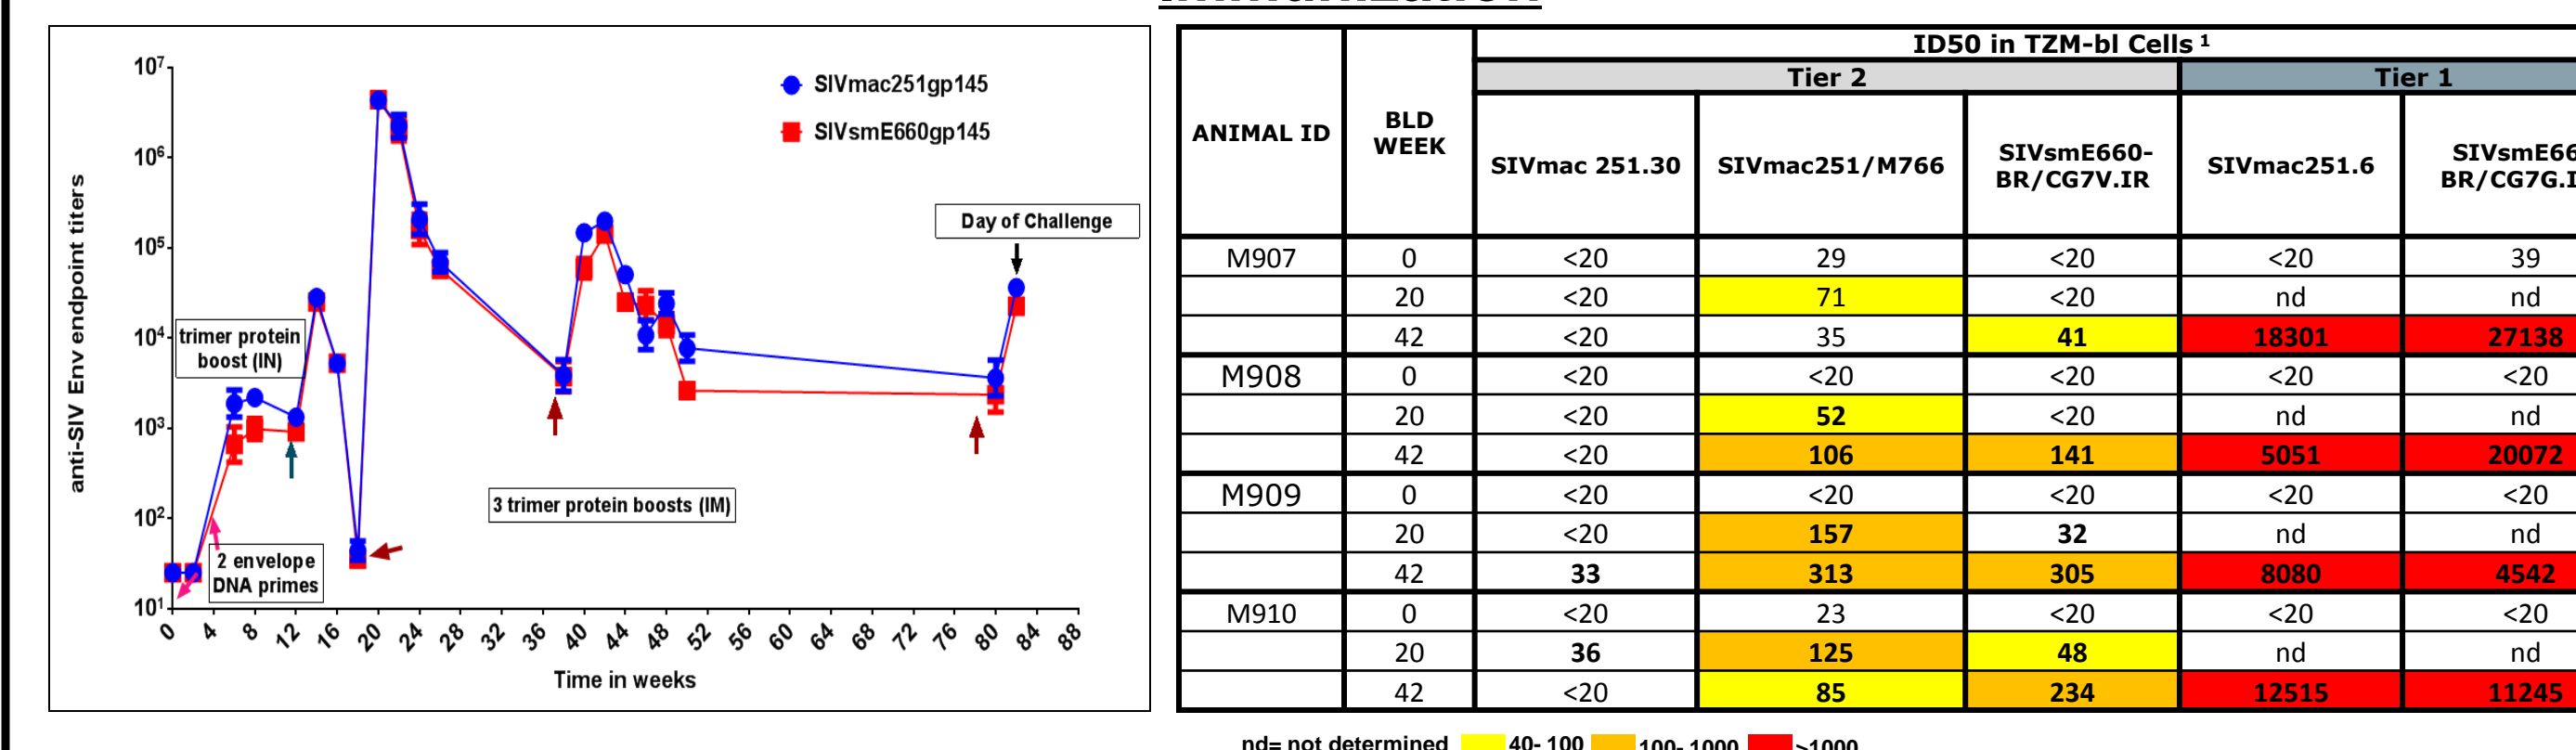 10⁷
10⁶
10⁵
10⁴
10³
10²
10¹
anti-SIV Env endpoint titers
SIVmac251gp145
SIVsmE660gp145
Day of Challenge
trimer protein
boost (IN)
3 trimer protein boosts (IM)
2 envelope
DNA primes
0 4 8 12 16 20 24 28 32 36 40 44 48 52 56 60 64 68 72 76 80 84 88
Time in weeks
ID50 in TZM-bl Cells ¹
Tier 2 Tier 1
ANIMAL ID BLD
WEEK
SIVmac 251.30 SIVmac251/M766 SIVsmE660-
BR/CG7V.IR SIVmac251.6
M907 0 <20 29 <20 <20 39
20 <20 71 <20 nd nd
42 <20 35 41 18301 27138
M908 0 <20 <20 <20 <20 <20
20 <20 52 <20 nd nd
42 <20 106 141 5051 20072
M909 0 <20 <20 <20 <20 <20
20 <20 157 32 nd nd
42 33 313 305 8080 4542
M910 0 <20 23 <20 <20 <20
20 36 125 48 nd nd
42 <20 85 234 12515 11245
nd= not determined 40- 100 100- 1000 >1000